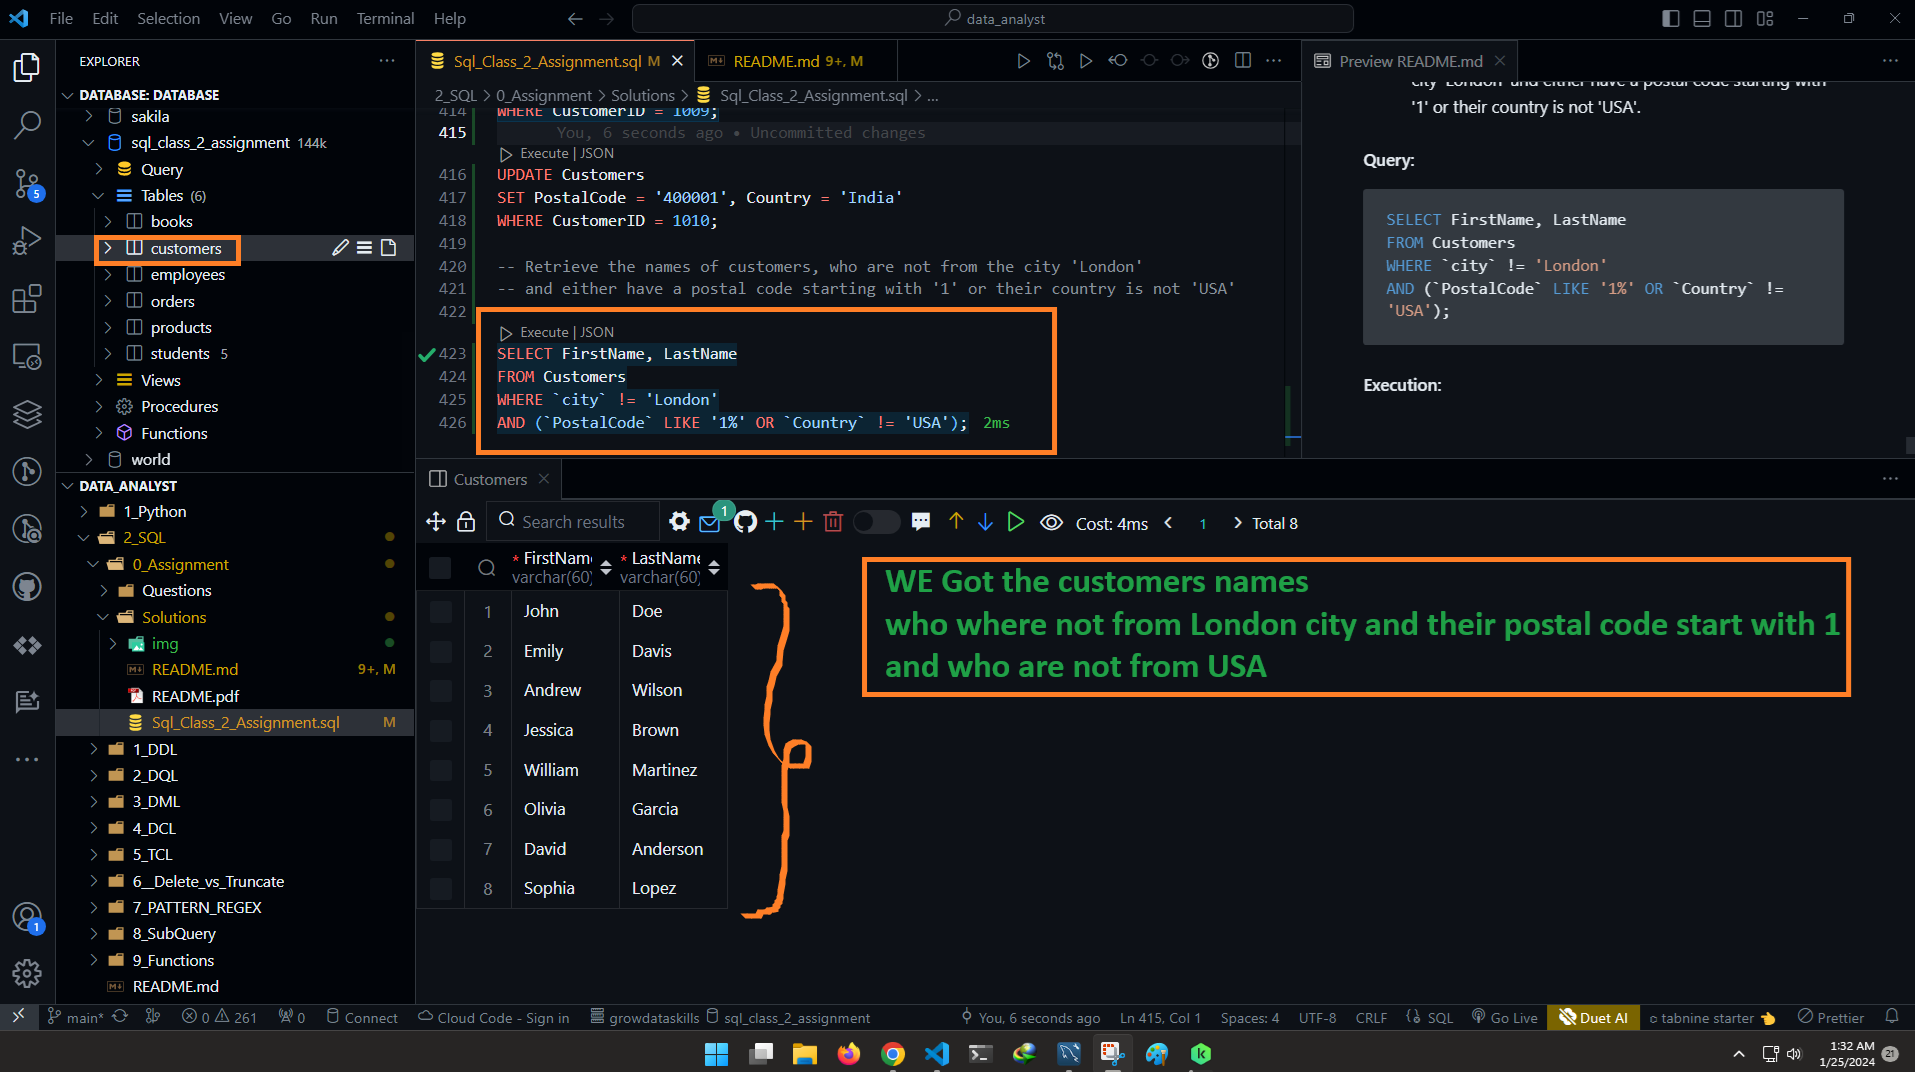 File Edit Selection View Go Run Terminal Help
data_analyst
EXPLORER
DATABASE: DATABASE
sakila
sql_class_2_assignment 144k
Query
Tables (6)
books
customers
employees
orders
products
students 5
Views
Procedures
Functions
world
DATA_ANALYST
1_Python
2_SQL
0_Assignment
Questions
Solutions
img
README.md 9+, M
README.pdf
Sql_Class_2_Assignment.sql M
1_DDL
2_DQL
3_DML
4_DCL
5_TCL
6__Delete_vs_Truncate
7_PATTERN_REGEX
8_SubQuery
9_Functions
README.md
5
1
Sql_Class_2_Assignment.sql M
README.md 9+, M
2_SQL > 0_Assignment > Solutions > Sql_Class_2_Assignment.sql > ...
414 WHERE CustomerID = 1009;
415 You, 6 seconds ago • Uncommitted changes
Execute | JSON
416 UPDATE Customers
417 SET PostalCode = '400001', Country = 'India'
418 WHERE CustomerID = 1010;
419
420 -- Retrieve the names of customers, who are not from the city 'London'
421 -- and either have a postal code starting with '1' or their country is not 'USA'
422
Execute | JSON
423 SELECT FirstName, LastName
424 FROM Customers
425 WHERE `city` != 'London'
426 AND (`PostalCode` LIKE '1%' OR `Country` != 'USA'); 2ms
Preview README.md
city 'London' and either have a postal code starting with
'1' or their country is not 'USA'.
Query:
SELECT FirstName, LastName
FROM Customers
WHERE `city` != 'London'
AND (`PostalCode` LIKE '1%' OR `Country` !=
'USA');
Execution:
Customers
Search results
1
Cost: 4ms < 1 > Total 8
* FirstName * LastName
varchar(60) varchar(60)
1 John Doe
2 Emily Davis
3 Andrew Wilson
4 Jessica Brown
5 William Martinez
6 Olivia Garcia
7 David Anderson
8 Sophia Lopez
WE Got the customers names
who where not from London city and their postal code start with 1
and who are not from USA
main* 0 261 0 Connect Cloud Code - Sign in growdataskills sql_class_2_assignment You, 6 seconds ago Ln 415, Col 1 Spaces: 4 UTF-8 CRLF SQL Go Live Duet AI tabnine starter Prettier
1:32 AM
1/25/2024
21